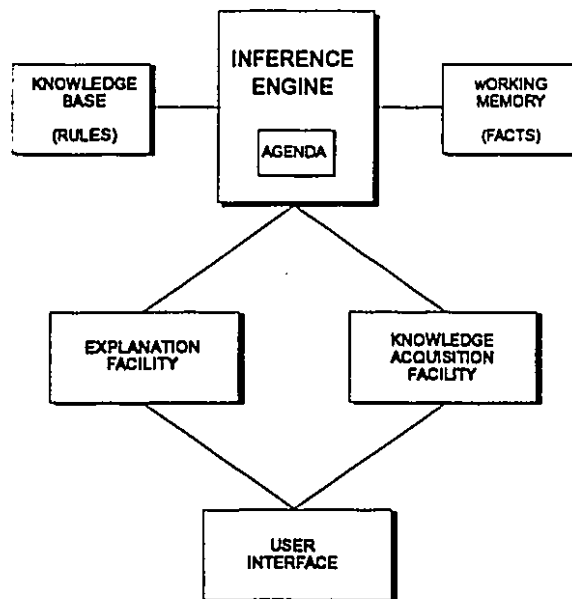 INFERENCE
ENGINE
AGENDA
KNOWLEDGE
BASE
(RULES)
WORKING
MEMORY
(FACTS)
EXPLANATION
FACILITY
KNOWLEDGE
ACQUISITION
FACILITY
USER
INTERFACE